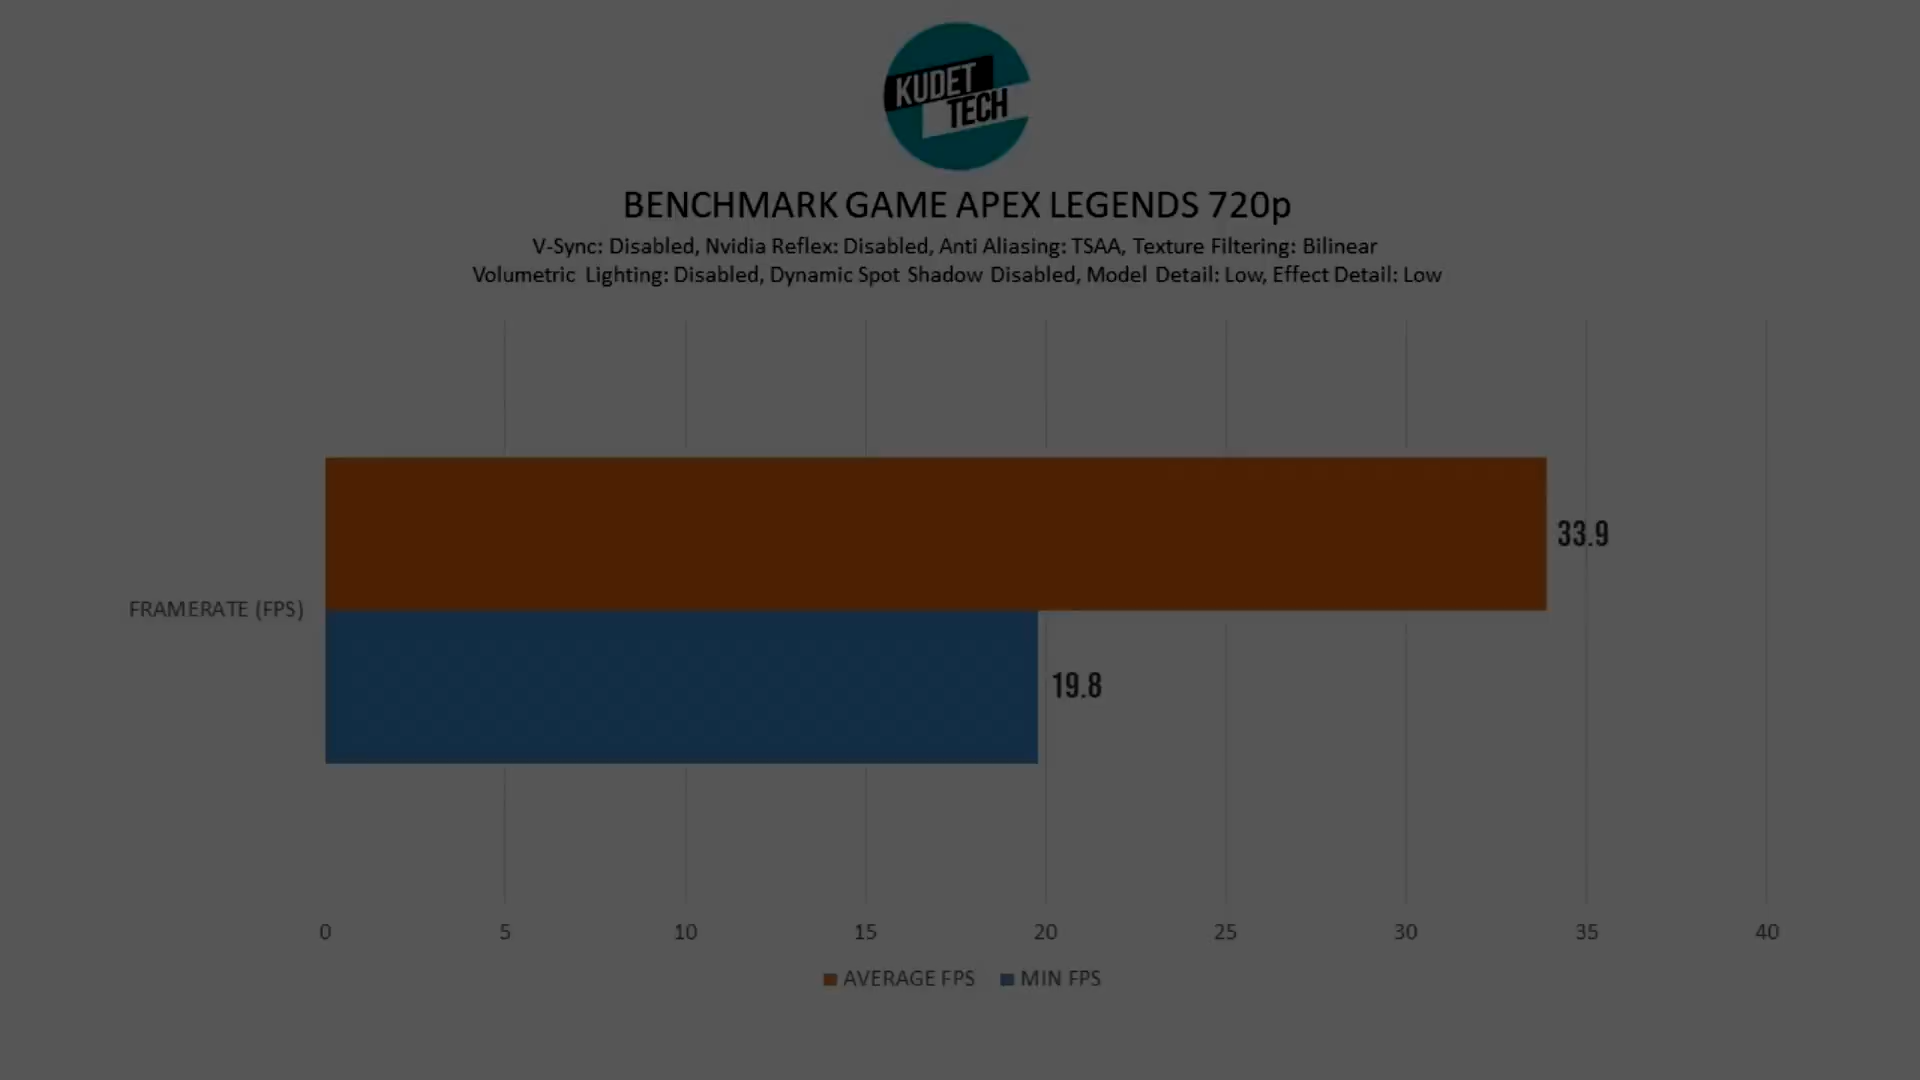 KUDET
TECH
BENCHMARK GAME APEX LEGENDS 720p
V-Sync: Disabled, Nvidia Reflex: Disabled, Anti Aliasing: TSAA, Texture Filtering: Bilinear
Volumetric Lighting: Disabled, Dynamic Spot Shadow Disabled, Model Detail: Low, Effect Detail: Low
33.9
FRAMERATE (FPS)
19.8
0 5 10 15 20 25 30 35 40
AVERAGE FPS MIN FPS